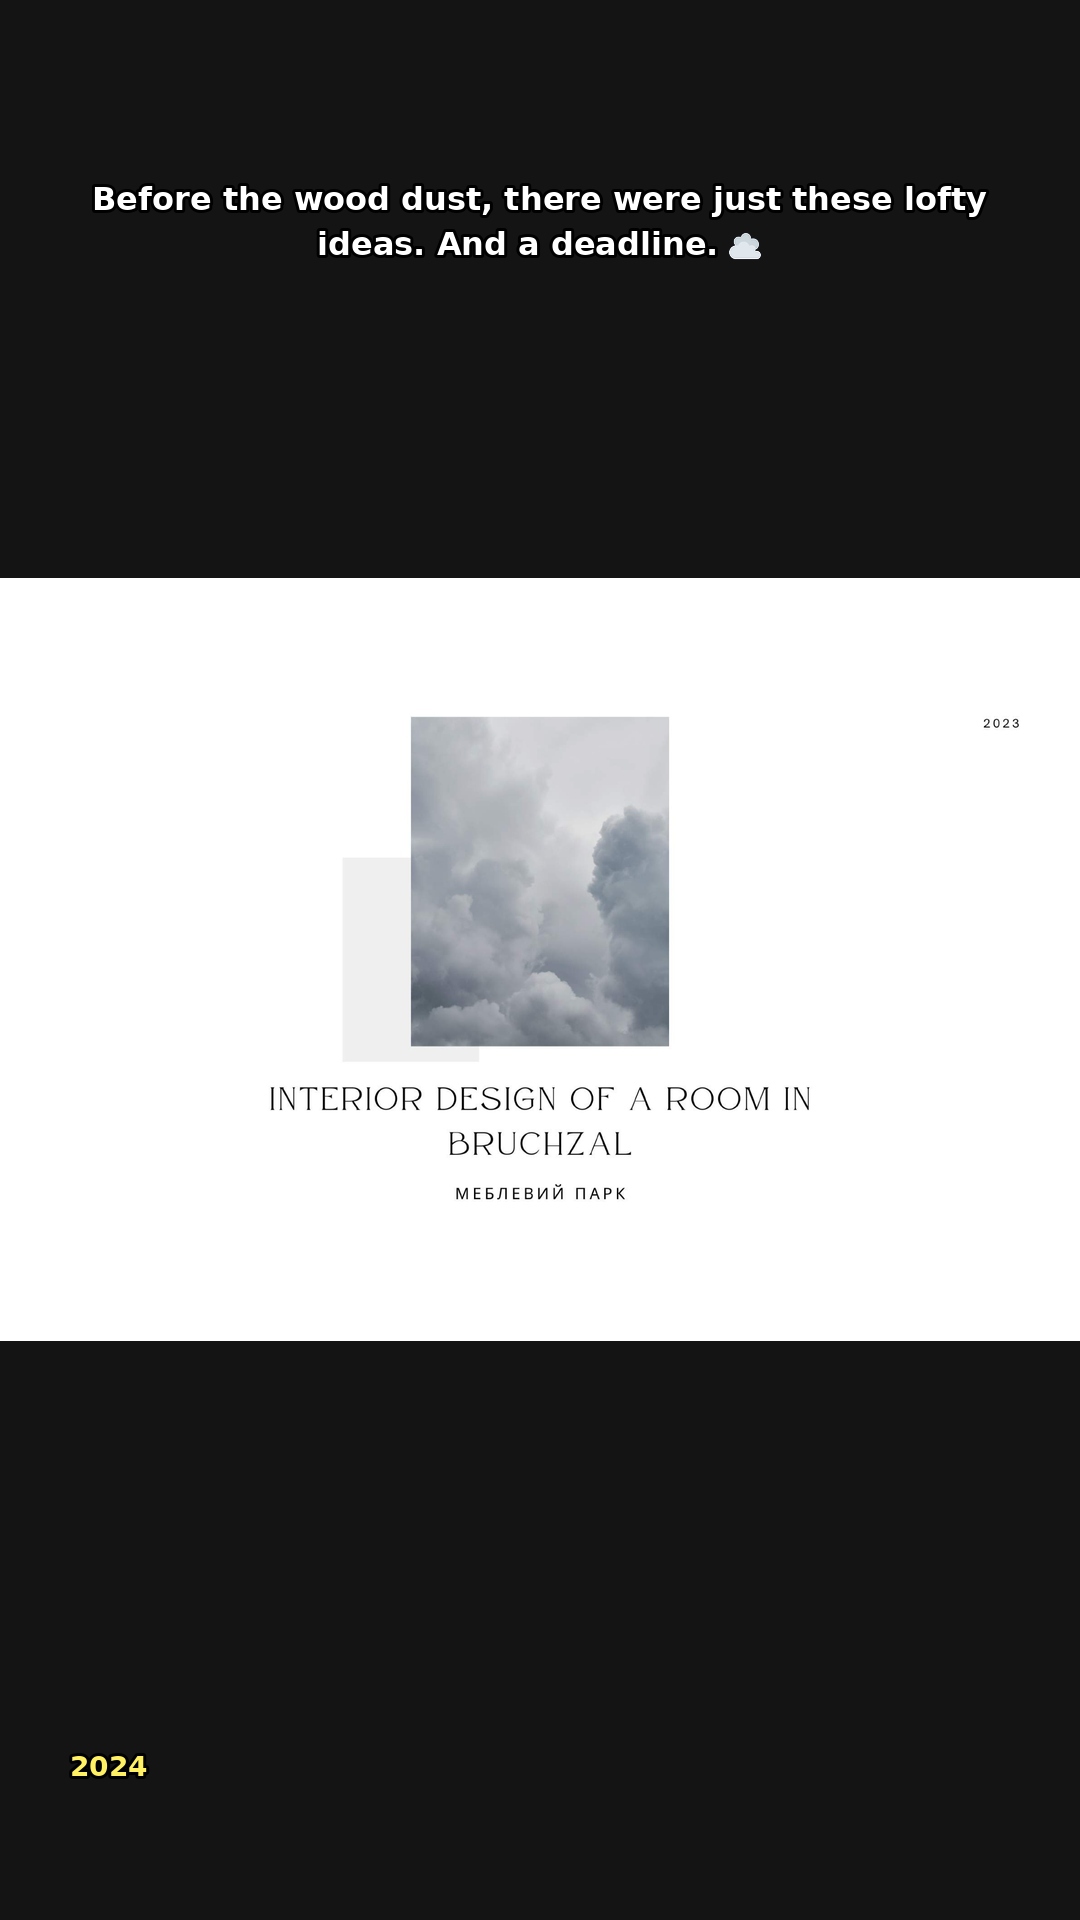 Before the wood dust, there were just these lofty
ideas. And a deadline. ☁️
2023
INTERIOR DESIGN OF A ROOM IN
BRUCHZAL
МЕБЛЕВИЙ ПАРК
2024